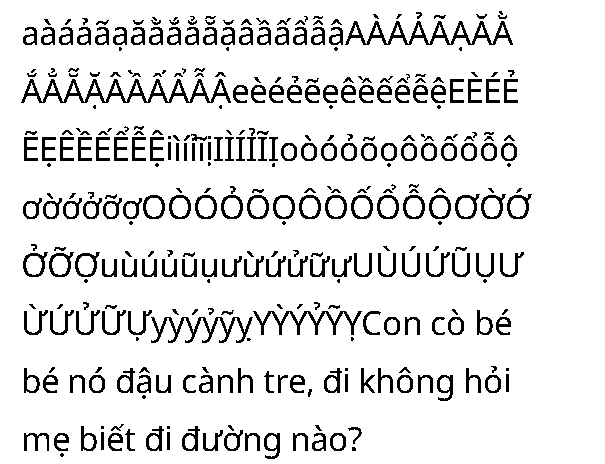 aàáảãạăằắẳẵặâầấẩẫậAÀÁẢÃẠĂẰ
ẮẲẴẶÂẦẤẨẪẬeèéẻẽẹêềếểễệEÈÉẺ
ẼẸÊỀẾỂỄỆiìíỉĩịIÌÍỈĨỊoòóỏõọôồốổỗộ
ơờớởỡợOÒÓỎÕỌÔỒỐỔỖỘƠỜỚ
ỞỠỢuùúủũụưừứửữựUÙÚỨŨỤƯ
ỪỨỬỮỰyỳýỷỹỵYỲÝỶỸỴCon cò bé
bé nó đậu cành tre, đi không hỏi
mẹ biết đi đường nào?